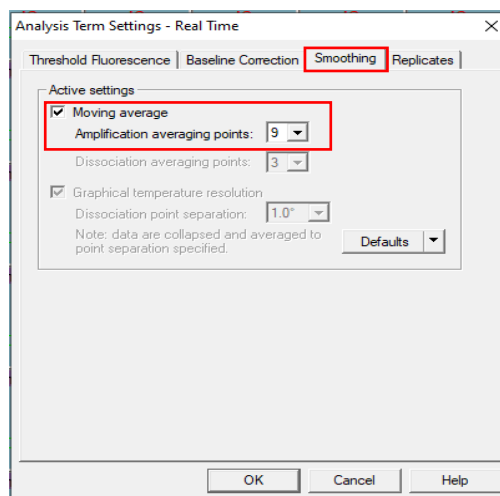 Analysis Term Settings - Real Time
Threshold Fluorescence | Baseline Correction | Smoothing | Replicates
Active settings
Moving average
Amplification averaging points: 9
Dissociation averaging points: 3
Graphical temperature resolution
Dissociation point separation: 1.0°
Note: data are collapsed and averaged to
point separation specified.
Defaults
OK Cancel Help